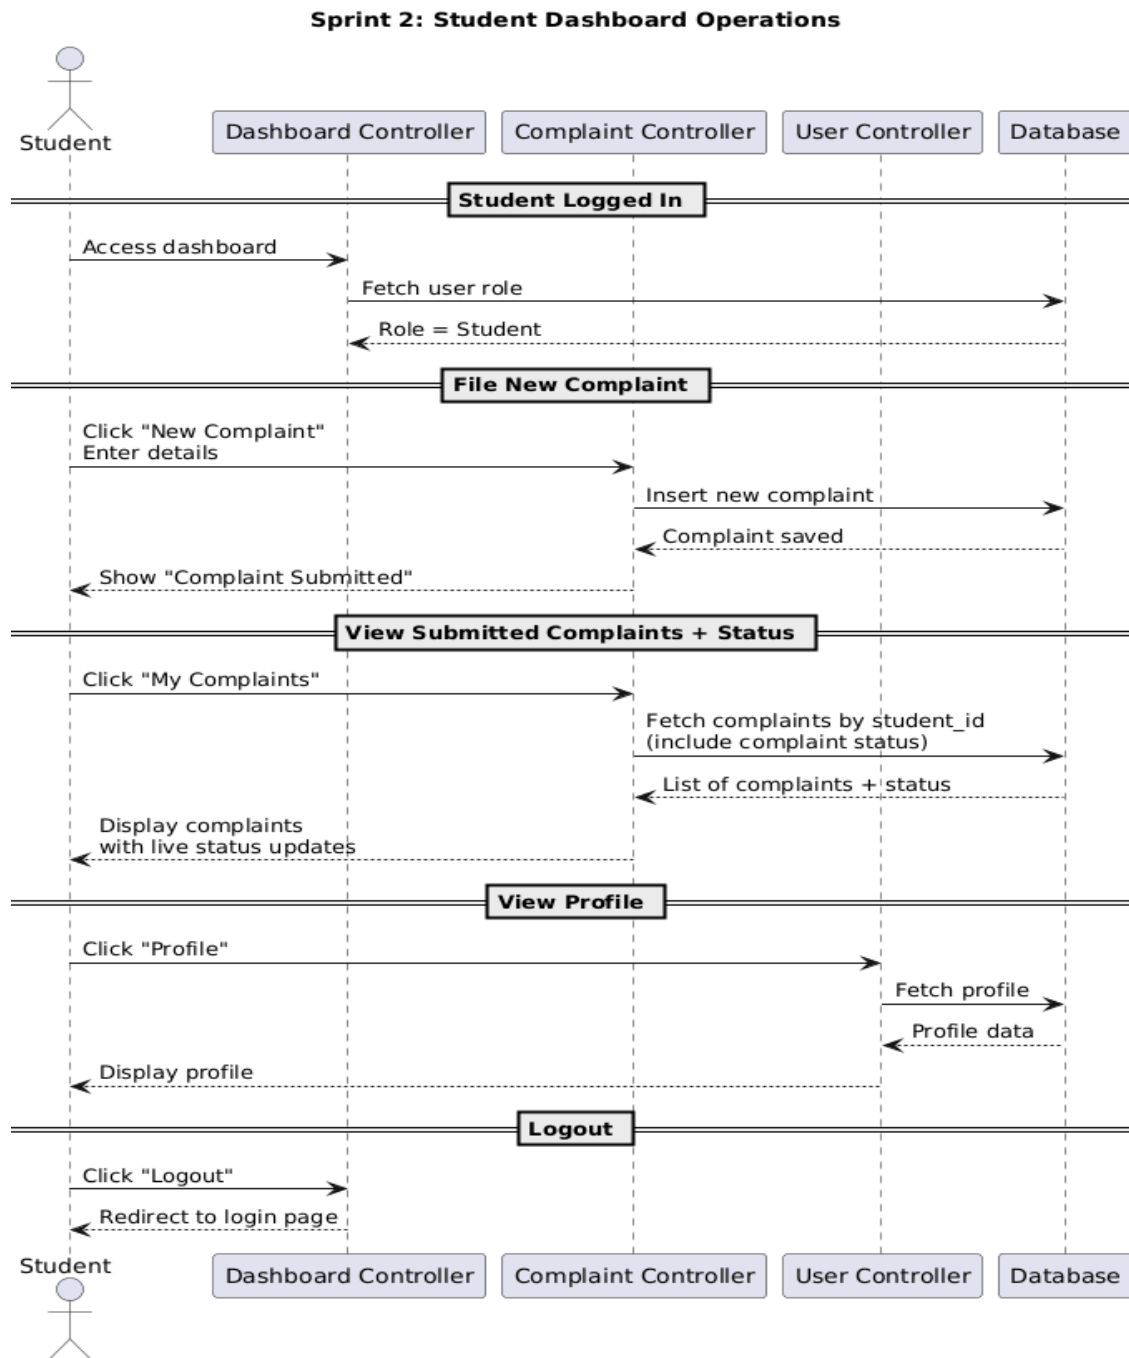 Sprint 2: Student Dashboard Operations
Student
Dashboard Controller
Complaint Controller
User Controller
Database
Student Logged In
Access dashboard
Fetch user role
Role = Student
File New Complaint
Click "New Complaint"
Enter details
Insert new complaint
Complaint saved
Show "Complaint Submitted"
View Submitted Complaints + Status
Click "My Complaints"
Fetch complaints by student_id
(include complaint status)
List of complaints + status
Display complaints
with live status updates
View Profile
Click "Profile"
Fetch profile
Profile data
Display profile
Logout
Click "Logout"
Redirect to login page
Student
Dashboard Controller
Complaint Controller
User Controller
Database